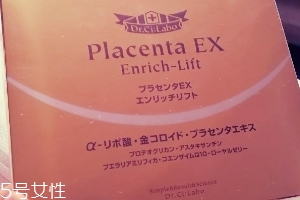 Dr.Ci:Labo
Placenta EX
Enrich-Lift
プラセンタEX
エンリッチリフト
α-リポ酸・金コロイド・プラセンタエキス
プロテオグリカン・アスタキサンチン
プエラリアミリフィカ・コエンザイムQ10・ローヤルゼリー
Simple&Result&Science
Dr.Ci:Labo
5号女性